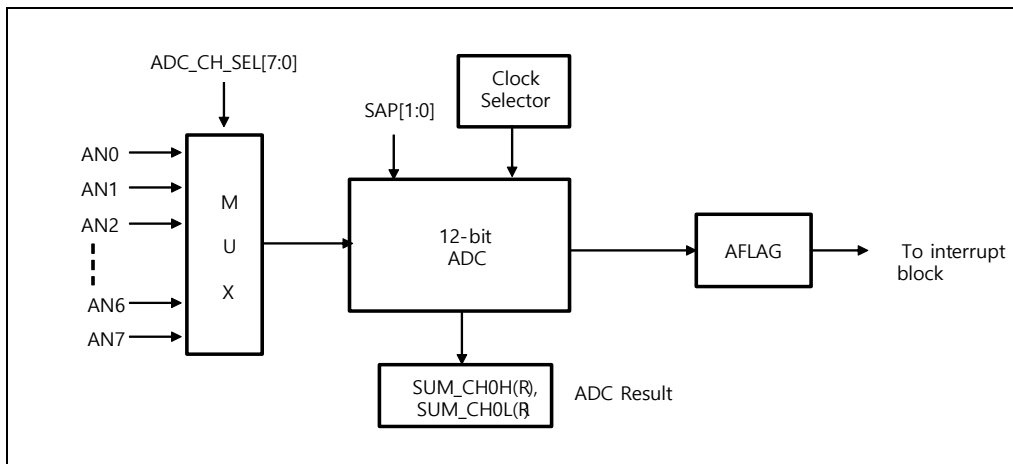 ADC_CH_SEL[7:0]
Clock
Selector
SAP[1:0]
AN0
AN1
AN2
AN6
AN7
M
U
X
12-bit
ADC
AFLAG
To interrupt
block
SUM_CH0H(R),
SUM_CH0L(R)
ADC Result